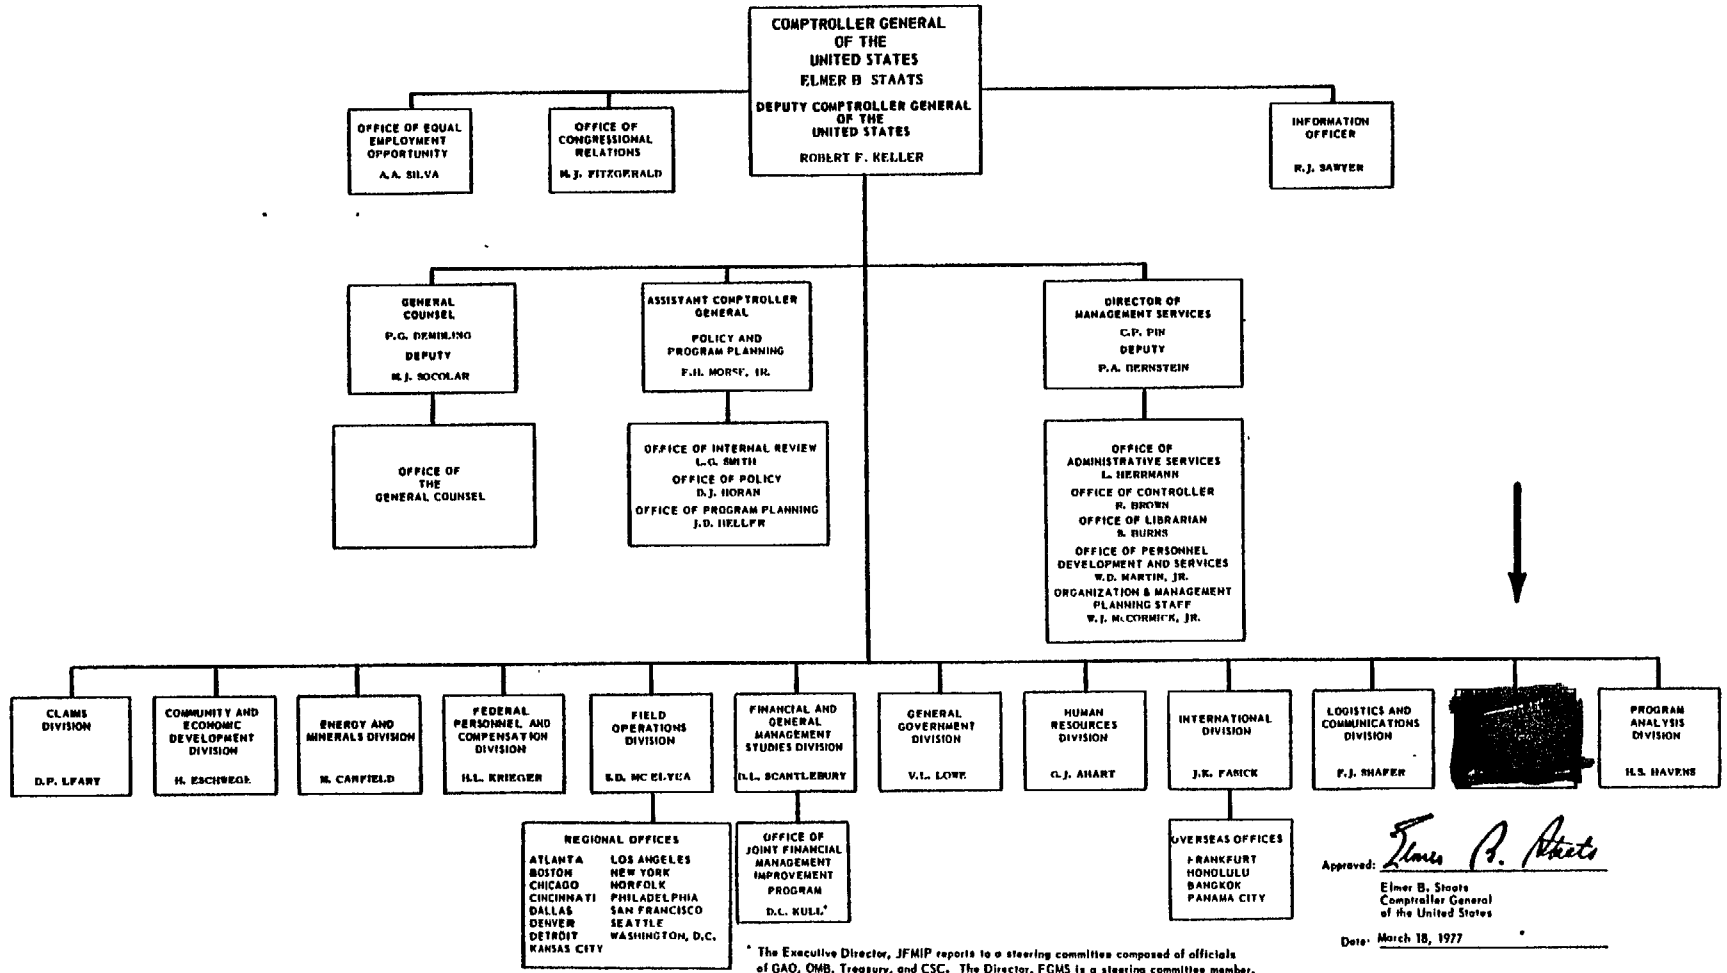 COMPTROLLER GENERAL
OF THE
UNITED STATES
ELMER B STAATS
DEPUTY COMPTROLLER GENERAL
OF THE
UNITED STATES
ROBERT F. KELLER
OFFICE OF EQUAL
EMPLOYMENT
OPPORTUNITY
A.A. SILVA
OFFICE OF
CONGRESSIONAL
RELATIONS
M.J. FITZGERALD
INFORMATION
OFFICER
R.J. SAWYER
GENERAL
COUNSEL
P.G. DEMBLING
DEPUTY
M.J. SOCOLAR
ASSISTANT COMPTROLLER
GENERAL
POLICY AND
PROGRAM PLANNING
E.H. MORSE, JR.
DIRECTOR OF
MANAGEMENT SERVICES
C.P. PIN
DEPUTY
P.A. BERNSTEIN
OFFICE OF
THE
GENERAL COUNSEL
OFFICE OF INTERNAL REVIEW
L.G. SMITH
OFFICE OF POLICY
D.J. HORAN
OFFICE OF PROGRAM PLANNING
J.D. HELLER
OFFICE OF
ADMINISTRATIVE SERVICES
L. HERRMANN
OFFICE OF CONTROLLER
R. BROWN
OFFICE OF LIBRARIAN
S. BURNS
OFFICE OF PERSONNEL
DEVELOPMENT AND SERVICES
W.D. MARTIN, JR.
ORGANIZATION & MANAGEMENT
PLANNING STAFF
W.J. McCORMICK, JR.
CLAIMS
DIVISION
D.P. LEARY
COMMUNITY AND
ECONOMIC
DEVELOPMENT
DIVISION
H. ESCHWEGE
ENERGY AND
MINERALS DIVISION
M. CANFIELD
FEDERAL
PERSONNEL AND
COMPENSATION
DIVISION
H.L. KRIEGER
FIELD
OPERATIONS
DIVISION
S.D. MC ELYEA
FINANCIAL AND
GENERAL
MANAGEMENT
STUDIES DIVISION
D.L. SCANTLEBURY
GENERAL
GOVERNMENT
DIVISION
V.L. LOWE
HUMAN
RESOURCES
DIVISION
G.J. AHART
INTERNATIONAL
DIVISION
J.K. FASICK
LOGISTICS AND
COMMUNICATIONS
DIVISION
F.J. SHAFER
PROGRAM
ANALYSIS
DIVISION
H.S. HAVENS
REGIONAL OFFICES
ATLANTA LOS ANGELES
BOSTON NEW YORK
CHICAGO NORFOLK
CINCINNATI PHILADELPHIA
DALLAS SAN FRANCISCO
DENVER SEATTLE
DETROIT WASHINGTON, D.C.
KANSAS CITY
OFFICE OF
JOINT FINANCIAL
MANAGEMENT
IMPROVEMENT
PROGRAM
D.C. KULL*
OVERSEAS OFFICES
FRANKFURT
HONOLULU
BANGKOK
PANAMA CITY
Approved: Elmer B. Staats
Elmer B. Staats
Comptroller General
of the United States
Date: March 18, 1977
* The Executive Director, JFMIP reports to a steering committee composed of officials
of GAO, OMB, Treasury, and CSC. The Director, FGMS is a steering committee member.